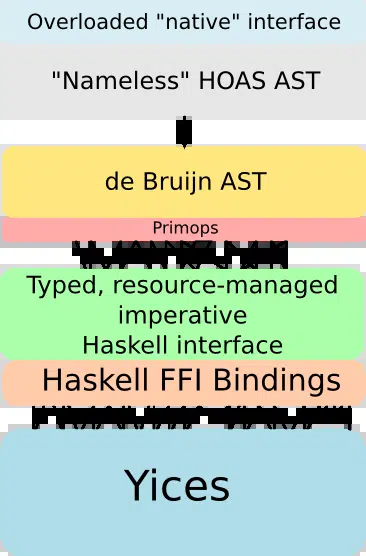 Overloaded "native" interface
"Nameless" HOAS AST
de Bruijn AST
Primops
Typed, resource-managed
imperative
Haskell interface
Haskell FFI Bindings
Yices